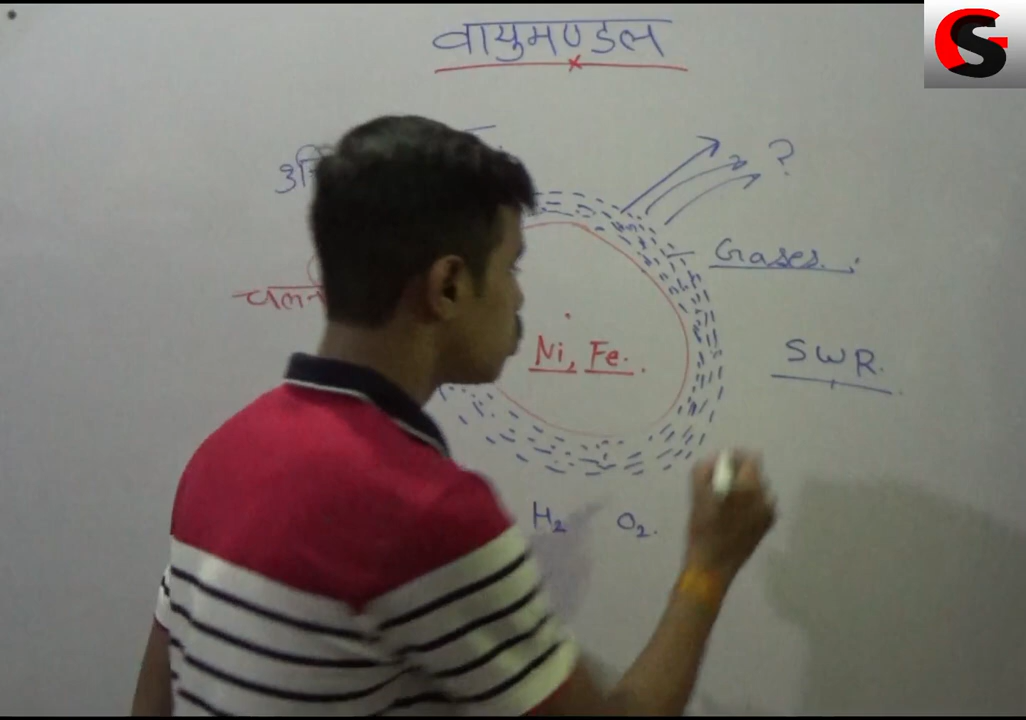 वायुमण्डल
?
Gases.
Ni, Fe.
SWR.
H₂ O₂.